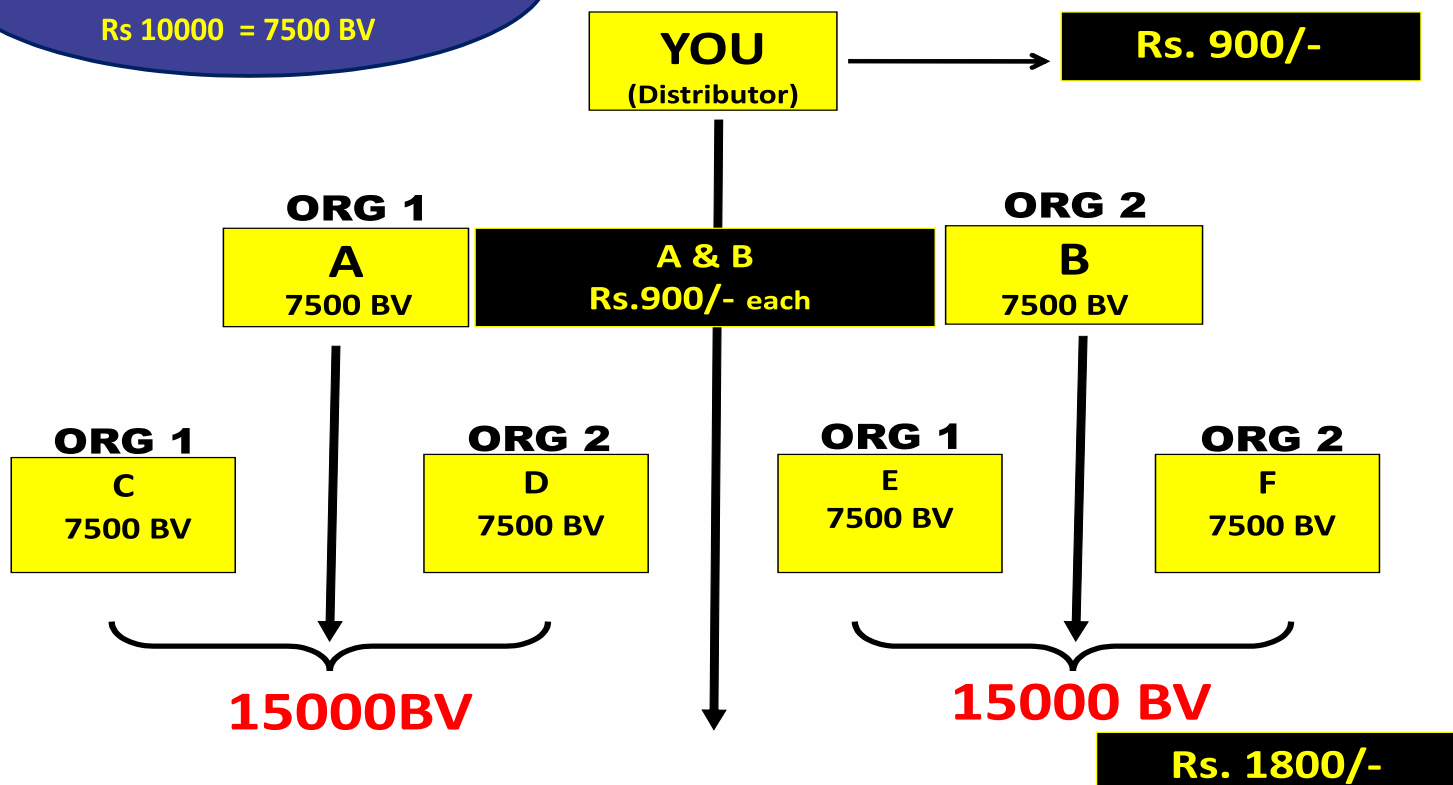 Rs 10000 = 7500 BV
YOU
(Distributor)
Rs. 900/-
ORG 1
A
7500 BV
A & B
Rs.900/- each
ORG 2
B
7500 BV
ORG 1
C
7500 BV
ORG 2
D
7500 BV
ORG 1
E
7500 BV
ORG 2
F
7500 BV
15000BV
15000 BV
Rs. 1800/-